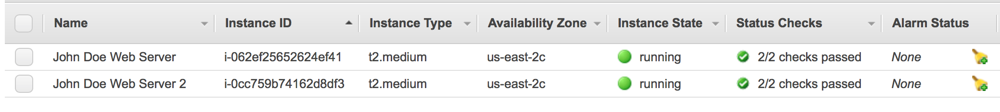 Name Instance ID Instance Type Availability Zone Instance State Status Checks Alarm Status
John Doe Web Server i-062ef25652624ef41 t2.medium us-east-2c running 2/2 checks passed None
John Doe Web Server 2 i-0cc759b74162d8df3 t2.medium us-east-2c running 2/2 checks passed None